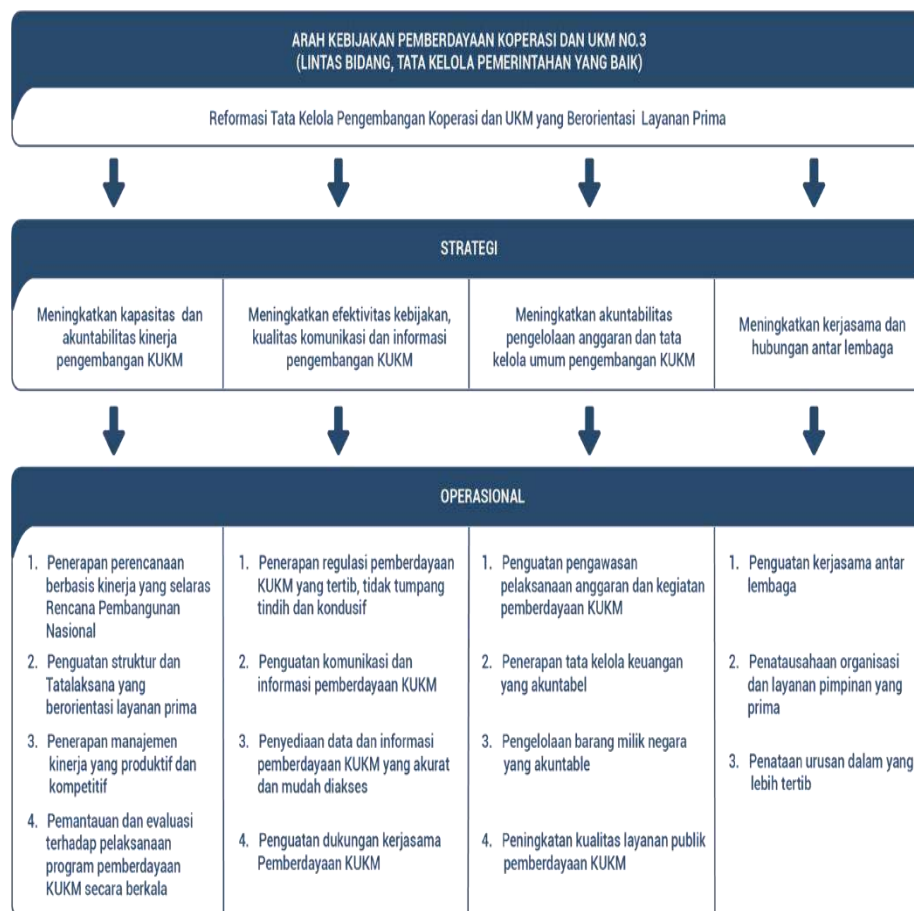 ARAH KEBIJAKAN PEMBERDAYAAN KOPERASI DAN UKM NO.3
(LINTAS BIDANG, TATA KELOLA PEMERINTAHAN YANG BAIK)
Reformasi Tata Kelola Pengembangan Koperasi dan UKM yang Berorientasi Layanan Prima
STRATEGI
Meningkatkan kapasitas dan
akuntabilitas kinerja
pengembangan KUKM
Meningkatkan efektivitas kebijakan,
kualitas komunikasi dan informasi
pengembangan KUKM
Meningkatkan akuntabilitas
pengelolaan anggaran dan tata
kelola umum pengembangan KUKM
Meningkatkan kerjasama dan
hubungan antar lembaga
OPERASIONAL
1. Penerapan perencanaan
berbasis kinerja yang selaras
Rencana Pembangunan
Nasional
2. Penguatan struktur dan
Tatalaksana yang
berorientasi layanan prima
3. Penerapan manajemen
kinerja yang produktif dan
kompetitif
4. Pemantauan dan evaluasi
terhadap pelaksanaan
program pemberdayaan
KUKM secara berkala
1. Penerapan regulasi pemberdayaan
KUKM yang tertib, tidak tumpang
tindih dan kondusif
2. Penguatan komunikasi dan
informasi pemberdayaan KUKM
3. Penyediaan data dan informasi
pemberdayaan KUKM yang akurat
dan mudah diakses
4. Penguatan dukungan kerjasama
Pemberdayaan KUKM
1. Penguatan pengawasan
pelaksanaan anggaran dan kegiatan
pemberdayaan KUKM
2. Penerapan tata kelola keuangan
yang akuntabel
3. Pengelolaan barang milik negara
yang akuntable
4. Peningkatan kualitas layanan publik
pemberdayaan KUKM
1. Penguatan kerjasama antar
lembaga
2. Penatausahaan organisasi
dan layanan pimpinan yang
prima
3. Penataan urusan dalam yang
lebih tertib